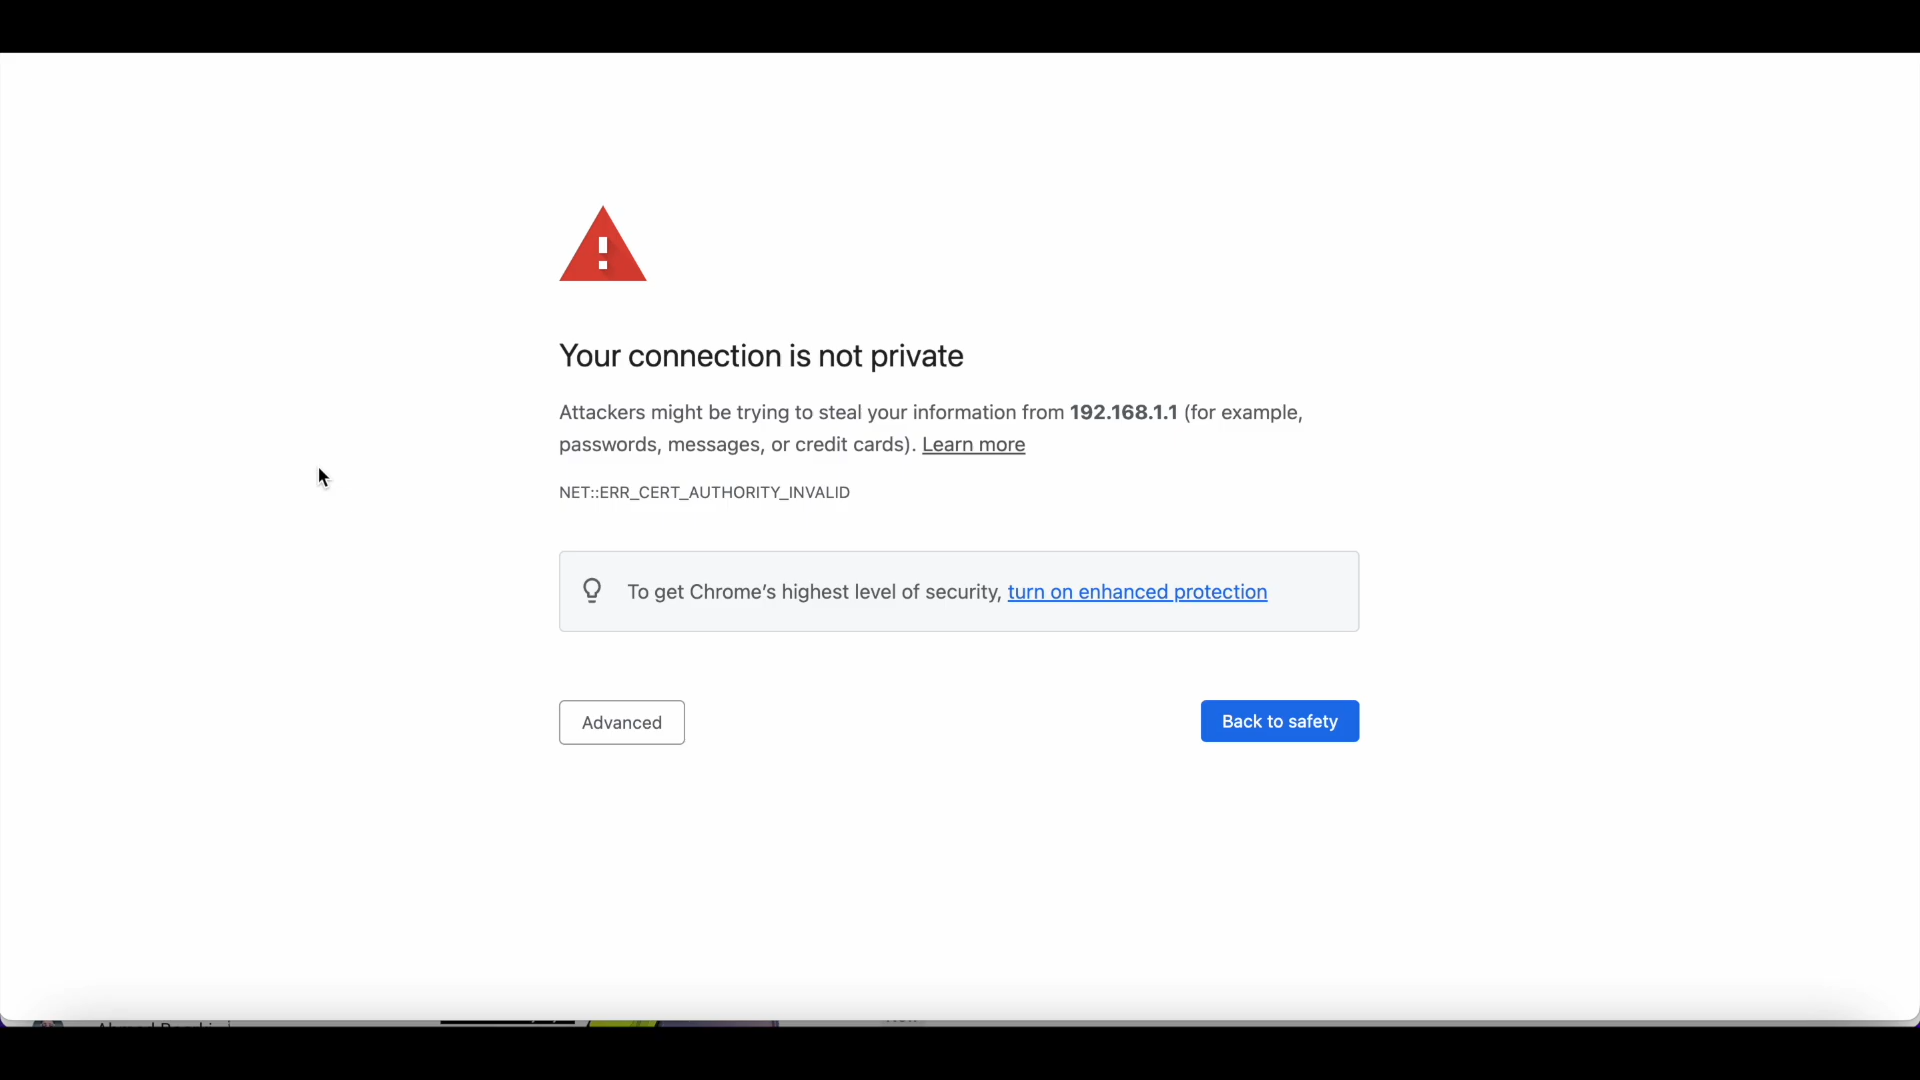 Your connection is not private
Attackers might be trying to steal your information from 192.168.1.1 (for example,
passwords, messages, or credit cards). Learn more
NET::ERR_CERT_AUTHORITY_INVALID
To get Chrome’s highest level of security, turn on enhanced protection
Advanced
Back to safety